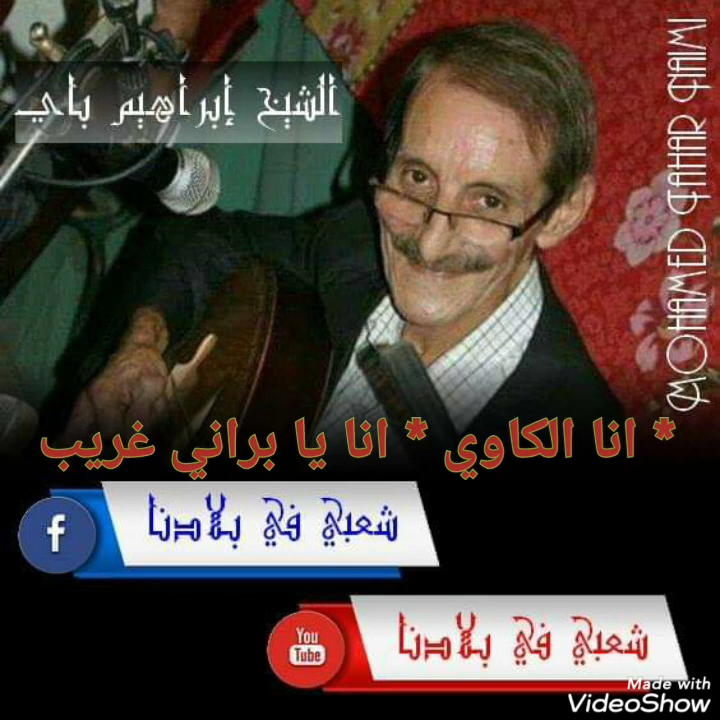 الشيخ إبراهيم باي
MOHAMED TAHAR NAIMI
* انا الكاوي * انا يا براني غريب
f
شعبي في بلادنا
You
Tube
شعبي في بلادنا
Made with
VideoShow